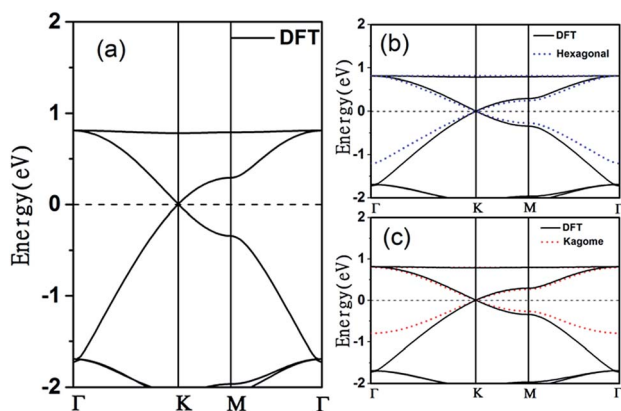 (a)
DFT
Energy(eV)
2
1
0
-1
-2
Γ K M Γ
(b)
DFT
Hexagonal
Energy(eV)
2
1
0
-1
-2
Γ K M Γ
(c)
DFT
Kagome
Energy(eV)
2
1
0
-1
-2
Γ K M Γ